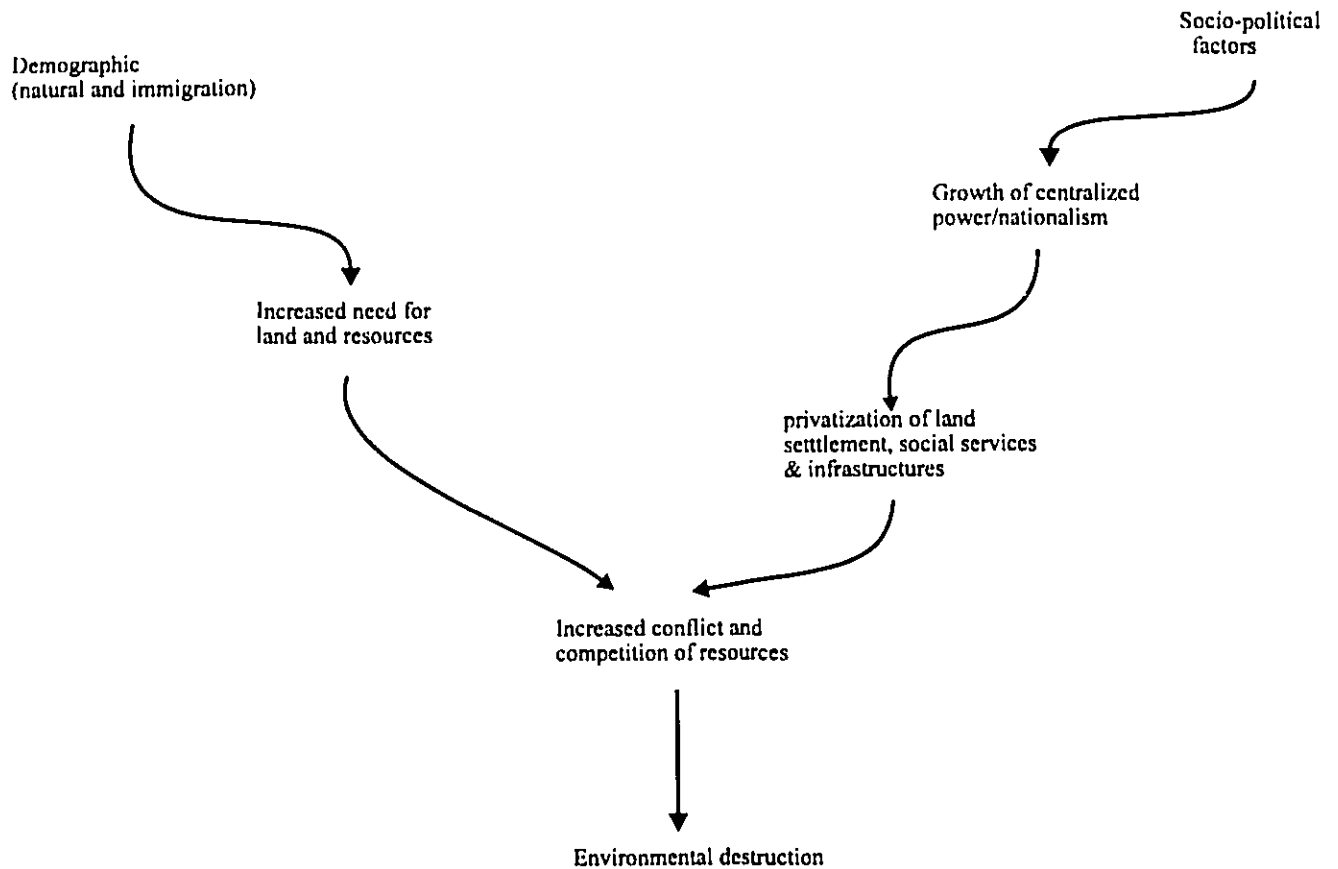 Socio-political
factors
Demographic
(natural and immigration)
Growth of centralized
power/nationalism
Increased need for
land and resources
privatization of land
setttlement, social services
& infrastructures
Increased conflict and
competition of resources
Environmental destruction